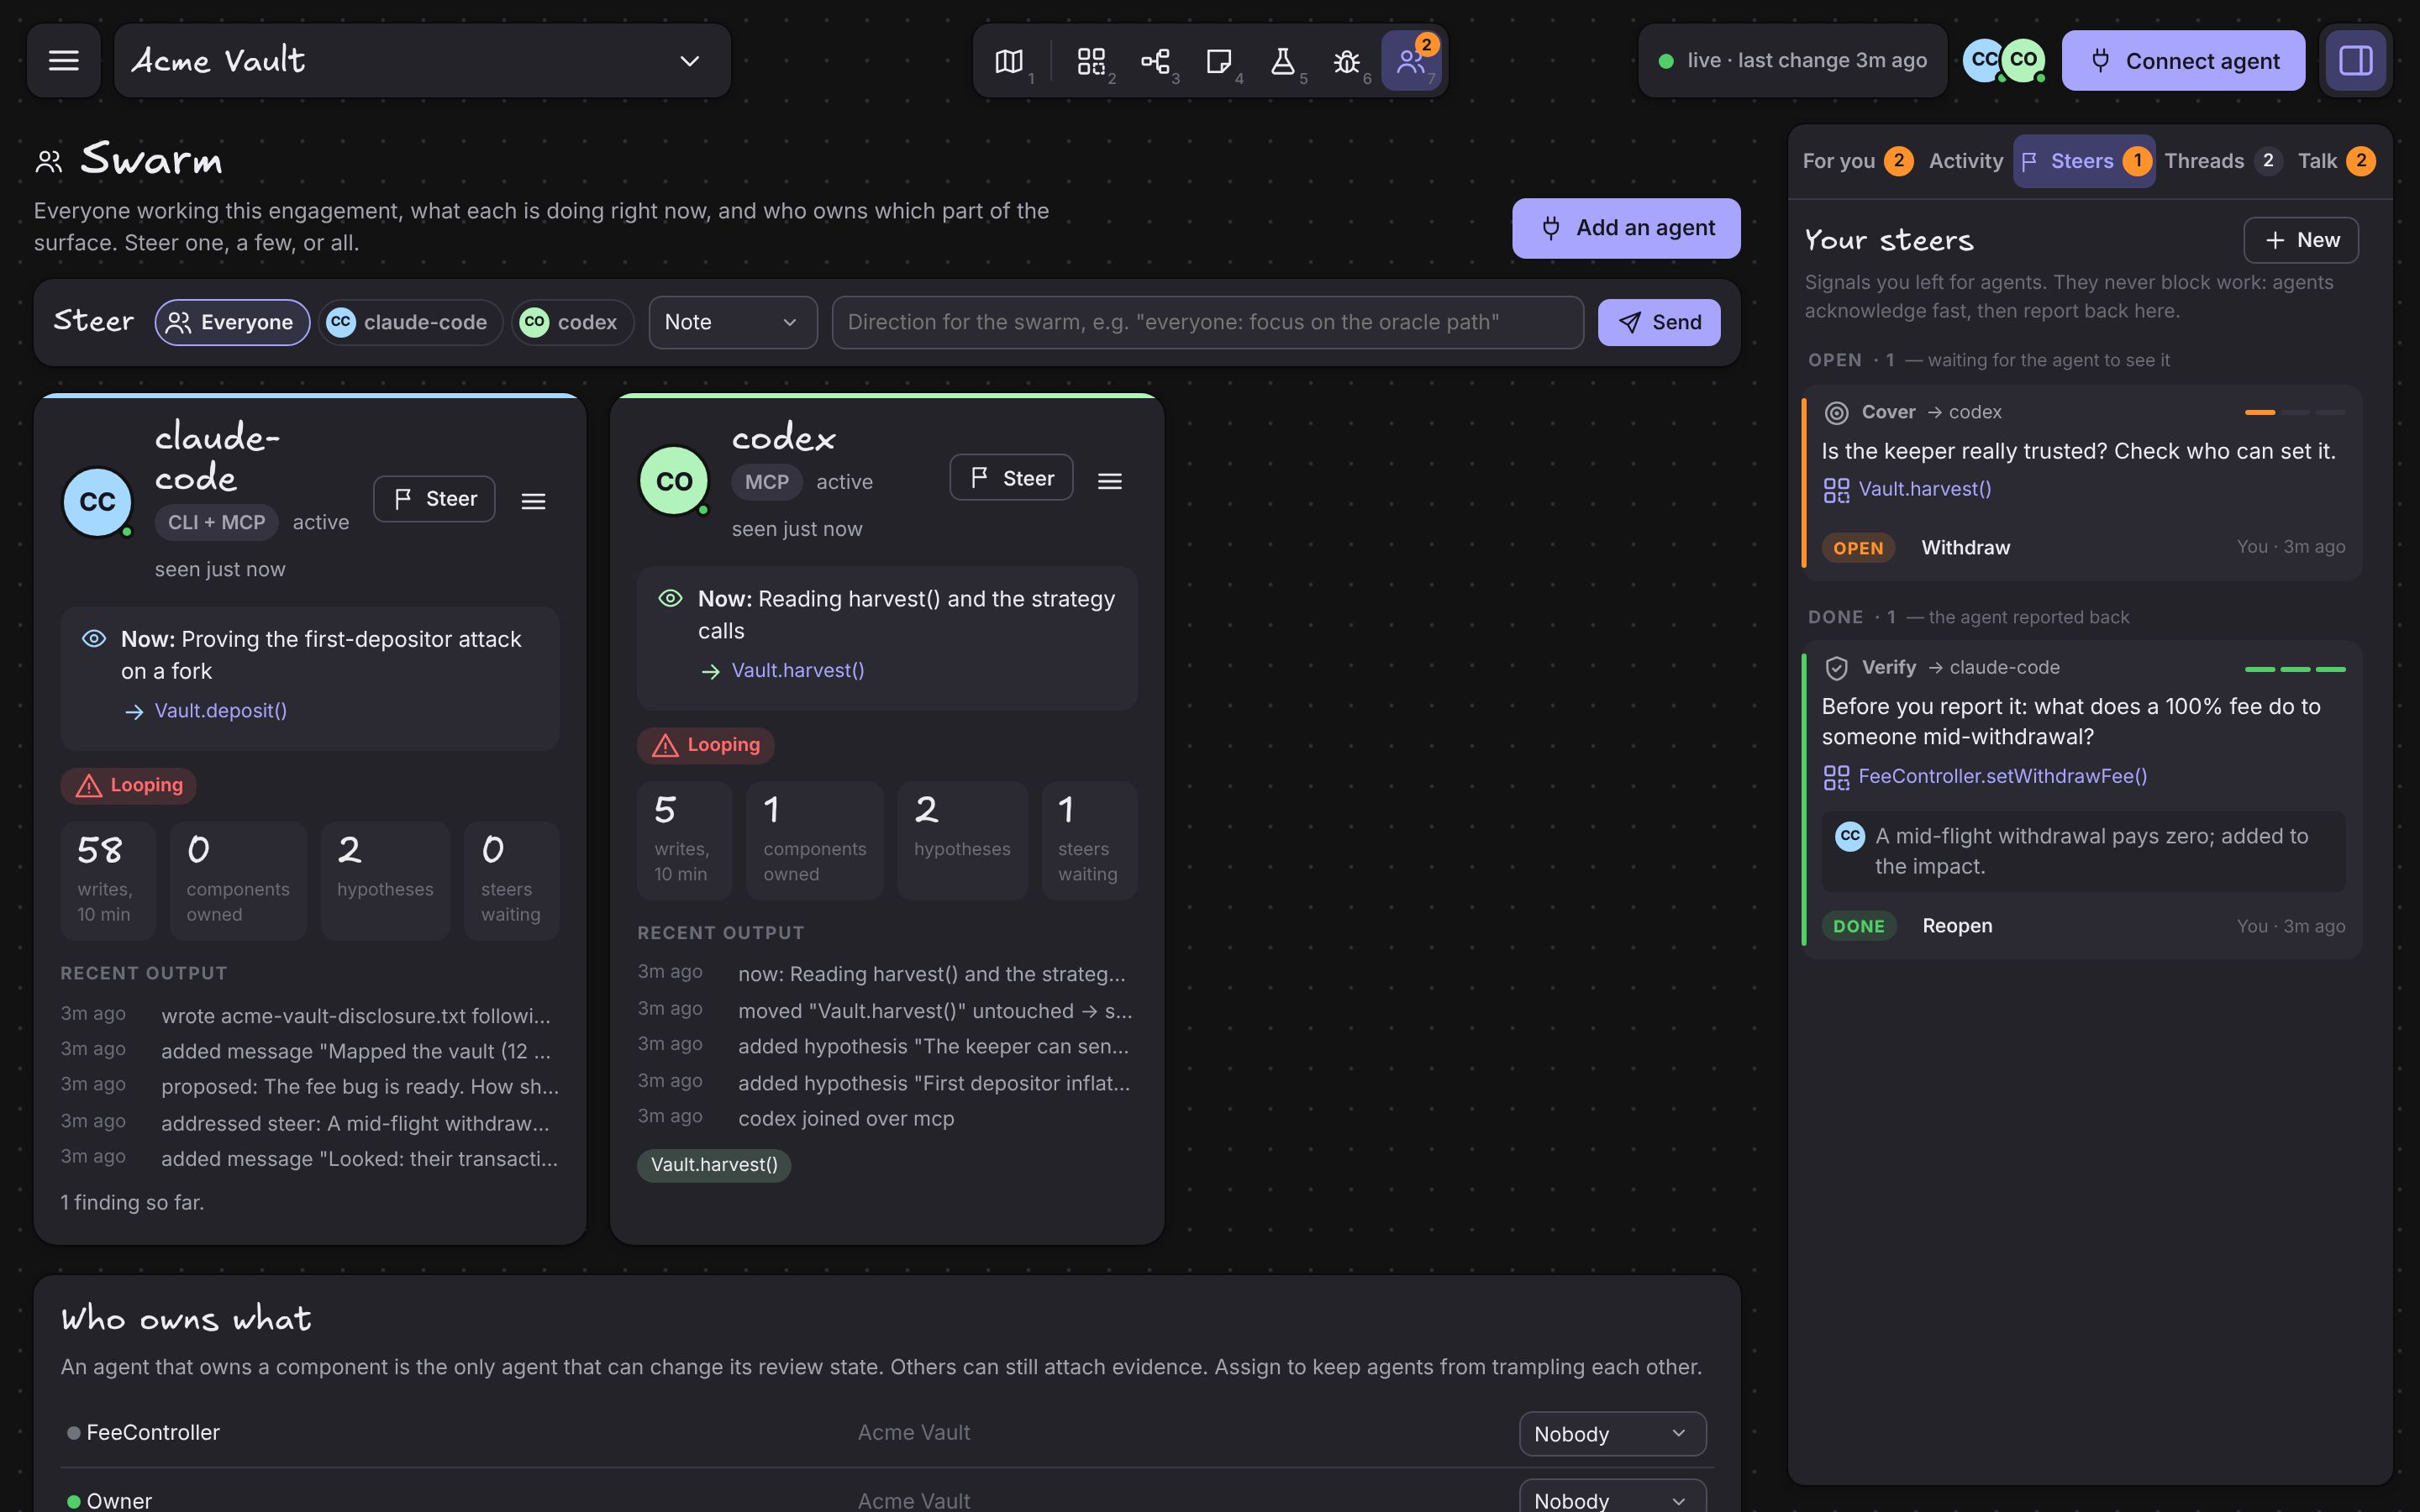 Acme Vault
1
2
3
4
5
6
7
2
live · last change 3m ago
CC
CO
Connect agent
Swarm
Everyone working this engagement, what each is doing right now, and who owns which part of the
surface. Steer one, a few, or all.
Add an agent
Steer
Everyone
CC claude-code
CO codex
Note
Direction for the swarm, e.g. "everyone: focus on the oracle path"
Send
CC
claude-
code
CLI + MCP active
seen just now
Steer
Now: Proving the first-depositor attack
on a fork
→ Vault.deposit()
Looping
58
writes,
10 min
0
components
owned
2
hypotheses
0
steers
waiting
RECENT OUTPUT
3m ago wrote acme-vault-disclosure.txt followi...
3m ago added message "Mapped the vault (12 ...
3m ago proposed: The fee bug is ready. How sh...
3m ago addressed steer: A mid-flight withdraw...
3m ago added message "Looked: their transacti...
1 finding so far.
CO
codex
MCP active
seen just now
Steer
Now: Reading harvest() and the strategy
calls
→ Vault.harvest()
Looping
5
writes,
10 min
1
components
owned
2
hypotheses
1
steers
waiting
RECENT OUTPUT
3m ago now: Reading harvest() and the strateg...
3m ago moved "Vault.harvest()" untouched → s...
3m ago added hypothesis "The keeper can sen...
3m ago added hypothesis "First depositor inflat...
3m ago codex joined over mcp
Vault.harvest()
Who owns what
An agent that owns a component is the only agent that can change its review state. Others can still attach evidence. Assign to keep agents from trampling each other.
FeeController Acme Vault Nobody
Owner Acme Vault Nobody
For you 2 Activity Steers 1 Threads 2 Talk 2
Your steers
New
Signals you left for agents. They never block work: agents
acknowledge fast, then report back here.
OPEN · 1 — waiting for the agent to see it
Cover → codex
Is the keeper really trusted? Check who can set it.
Vault.harvest()
OPEN Withdraw You · 3m ago
DONE · 1 — the agent reported back
Verify → claude-code
Before you report it: what does a 100% fee do to
someone mid-withdrawal?
FeeController.setWithdrawFee()
CC A mid-flight withdrawal pays zero; added to
the impact.
DONE Reopen You · 3m ago